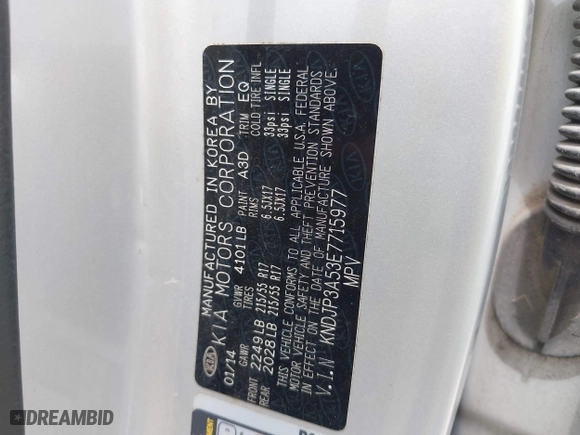 MANUFACTURED IN KOREA BY
KIA MOTORS CORPORATION
01/14 GVWR 4101LB PAINT A3D TRIM EQ
GAWR TIRES RIMS COLD TIRE INFL
FRONT 2249LB 215/55 R17 6.5JX17 33psi SINGLE
REAR 2028LB 215/55 R17 6.5JX17 33psi SINGLE
THIS VEHICLE CONFORMS TO ALL APPLICABLE U.S.A. FEDERAL
MOTOR VEHICLE SAFETY AND THEFT PREVENTION STANDARDS
IN EFFECT ON THE DATE OF MANUFACTURE SHOWN ABOVE.
V.I.N KNDJP3A53E7715977
MPV
KIA
DREAMBID